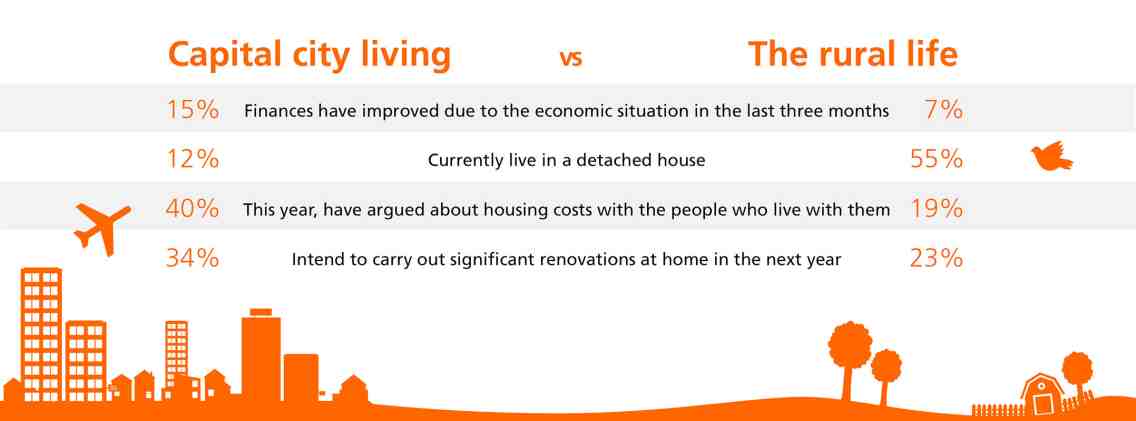 Capital city living vs The rural life
15% Finances have improved due to the economic situation in the last three months 7%
12% Currently live in a detached house 55%
40% This year, have argued about housing costs with the people who live with them 19%
34% Intend to carry out significant renovations at home in the next year 23%